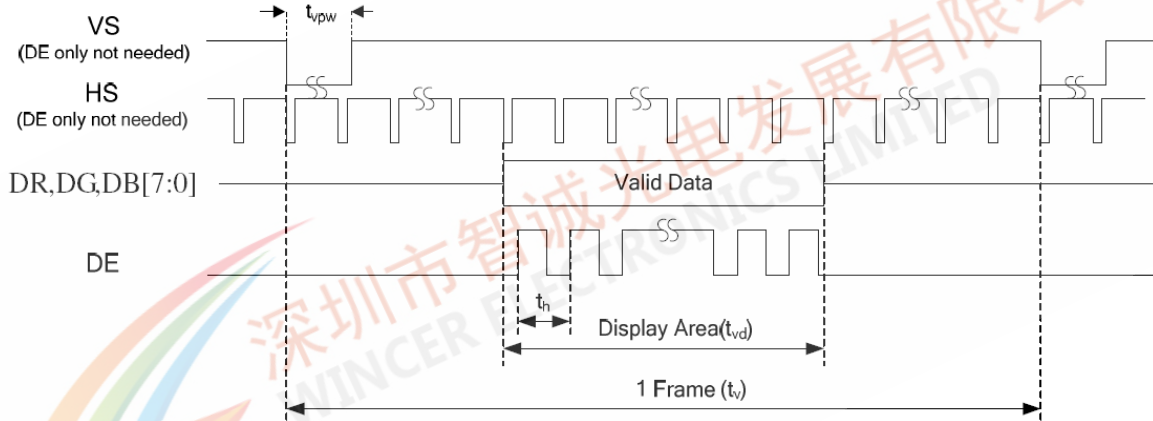 t_vpw
VS
(DE only not needed)
HS
(DE only not needed)
DR,DG,DB[7:0]
Valid Data
DE
t_h
Display Area(t_vd)
1 Frame (t_v)
深圳市智诚光电发展有限公
WINCER ELECTRONICS LIMITED